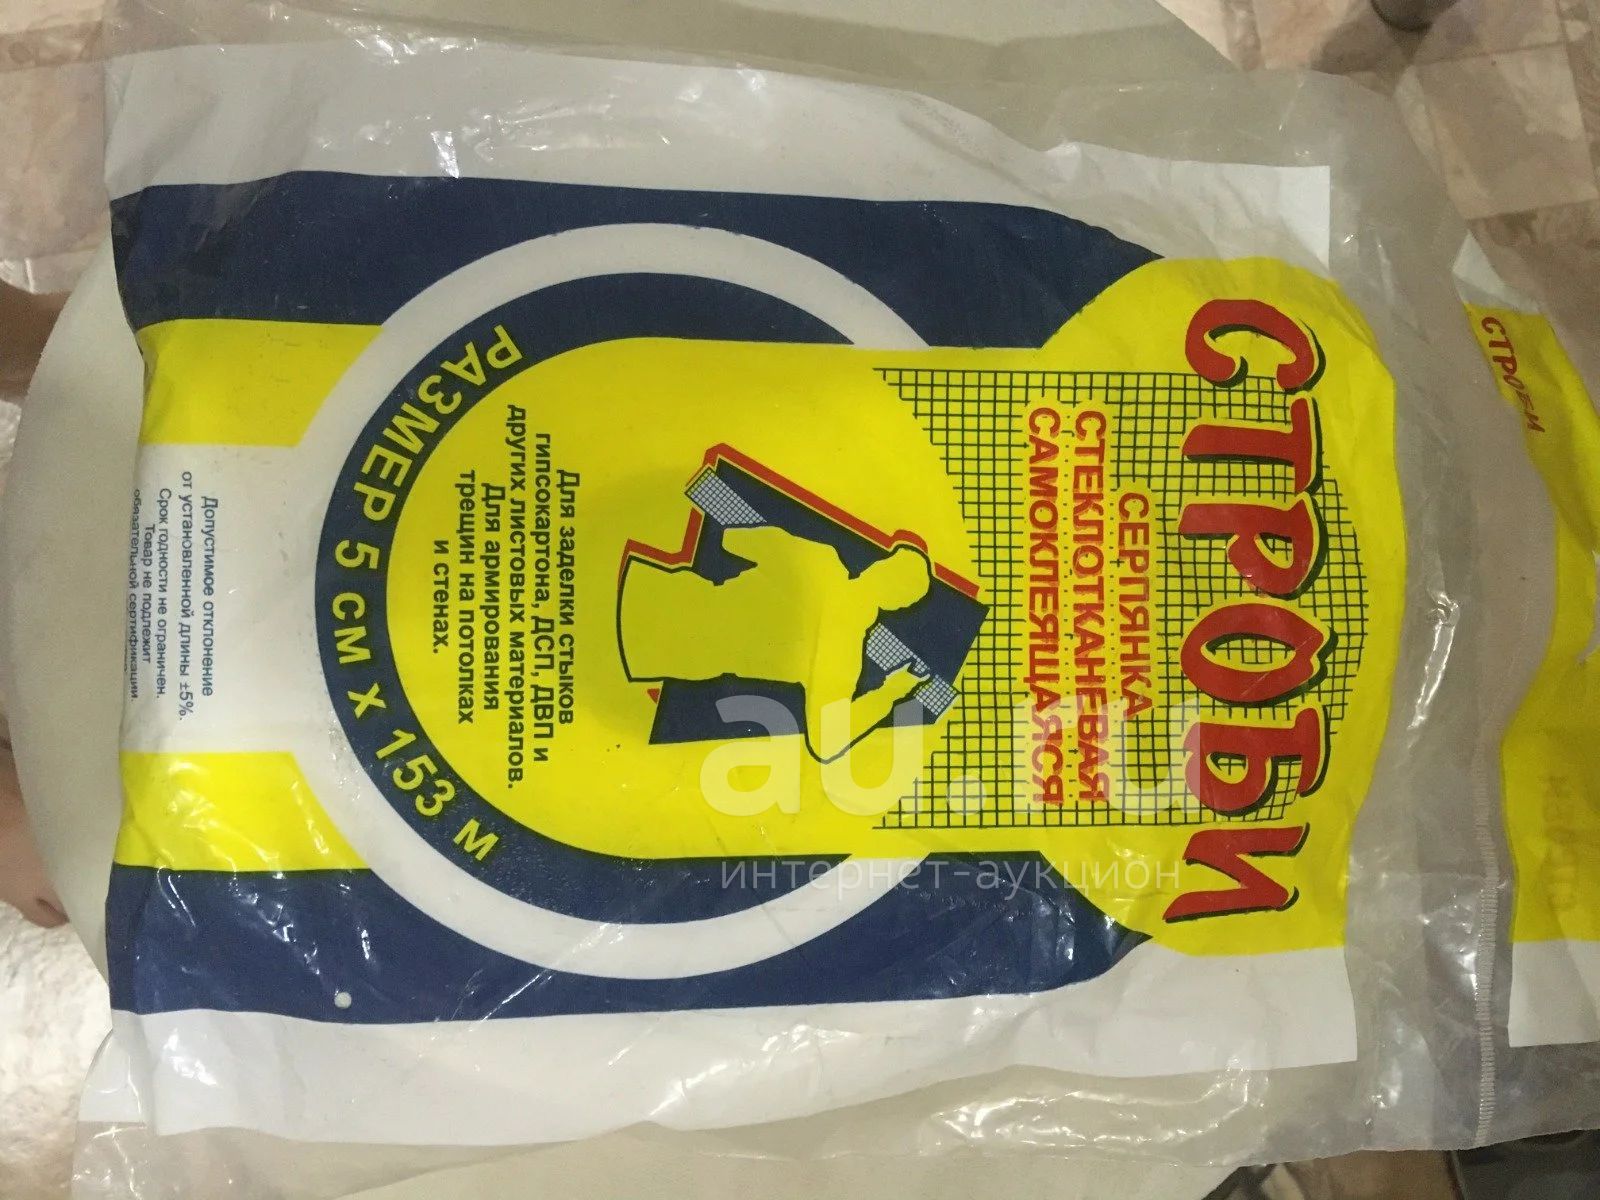 СТРОБИ
СЕРПЯНКА
СТЕКЛОТКАНЕВАЯ
САМОКЛЕЯЩАЯСЯ
Для заделки стыков
гипсокартона, ДСП, ДВП и
других листовых материалов.
Для армирования
трещин на потолках
и стенах.
РАЗМЕР 5 СМ X 153 М
Допустимое отклонение
от установленной длины ±5%.
Срок годности не ограничен.
Товар не подлежит
обязательной сертификации.
СТРОБИ
au.ru
интернет-аукцион